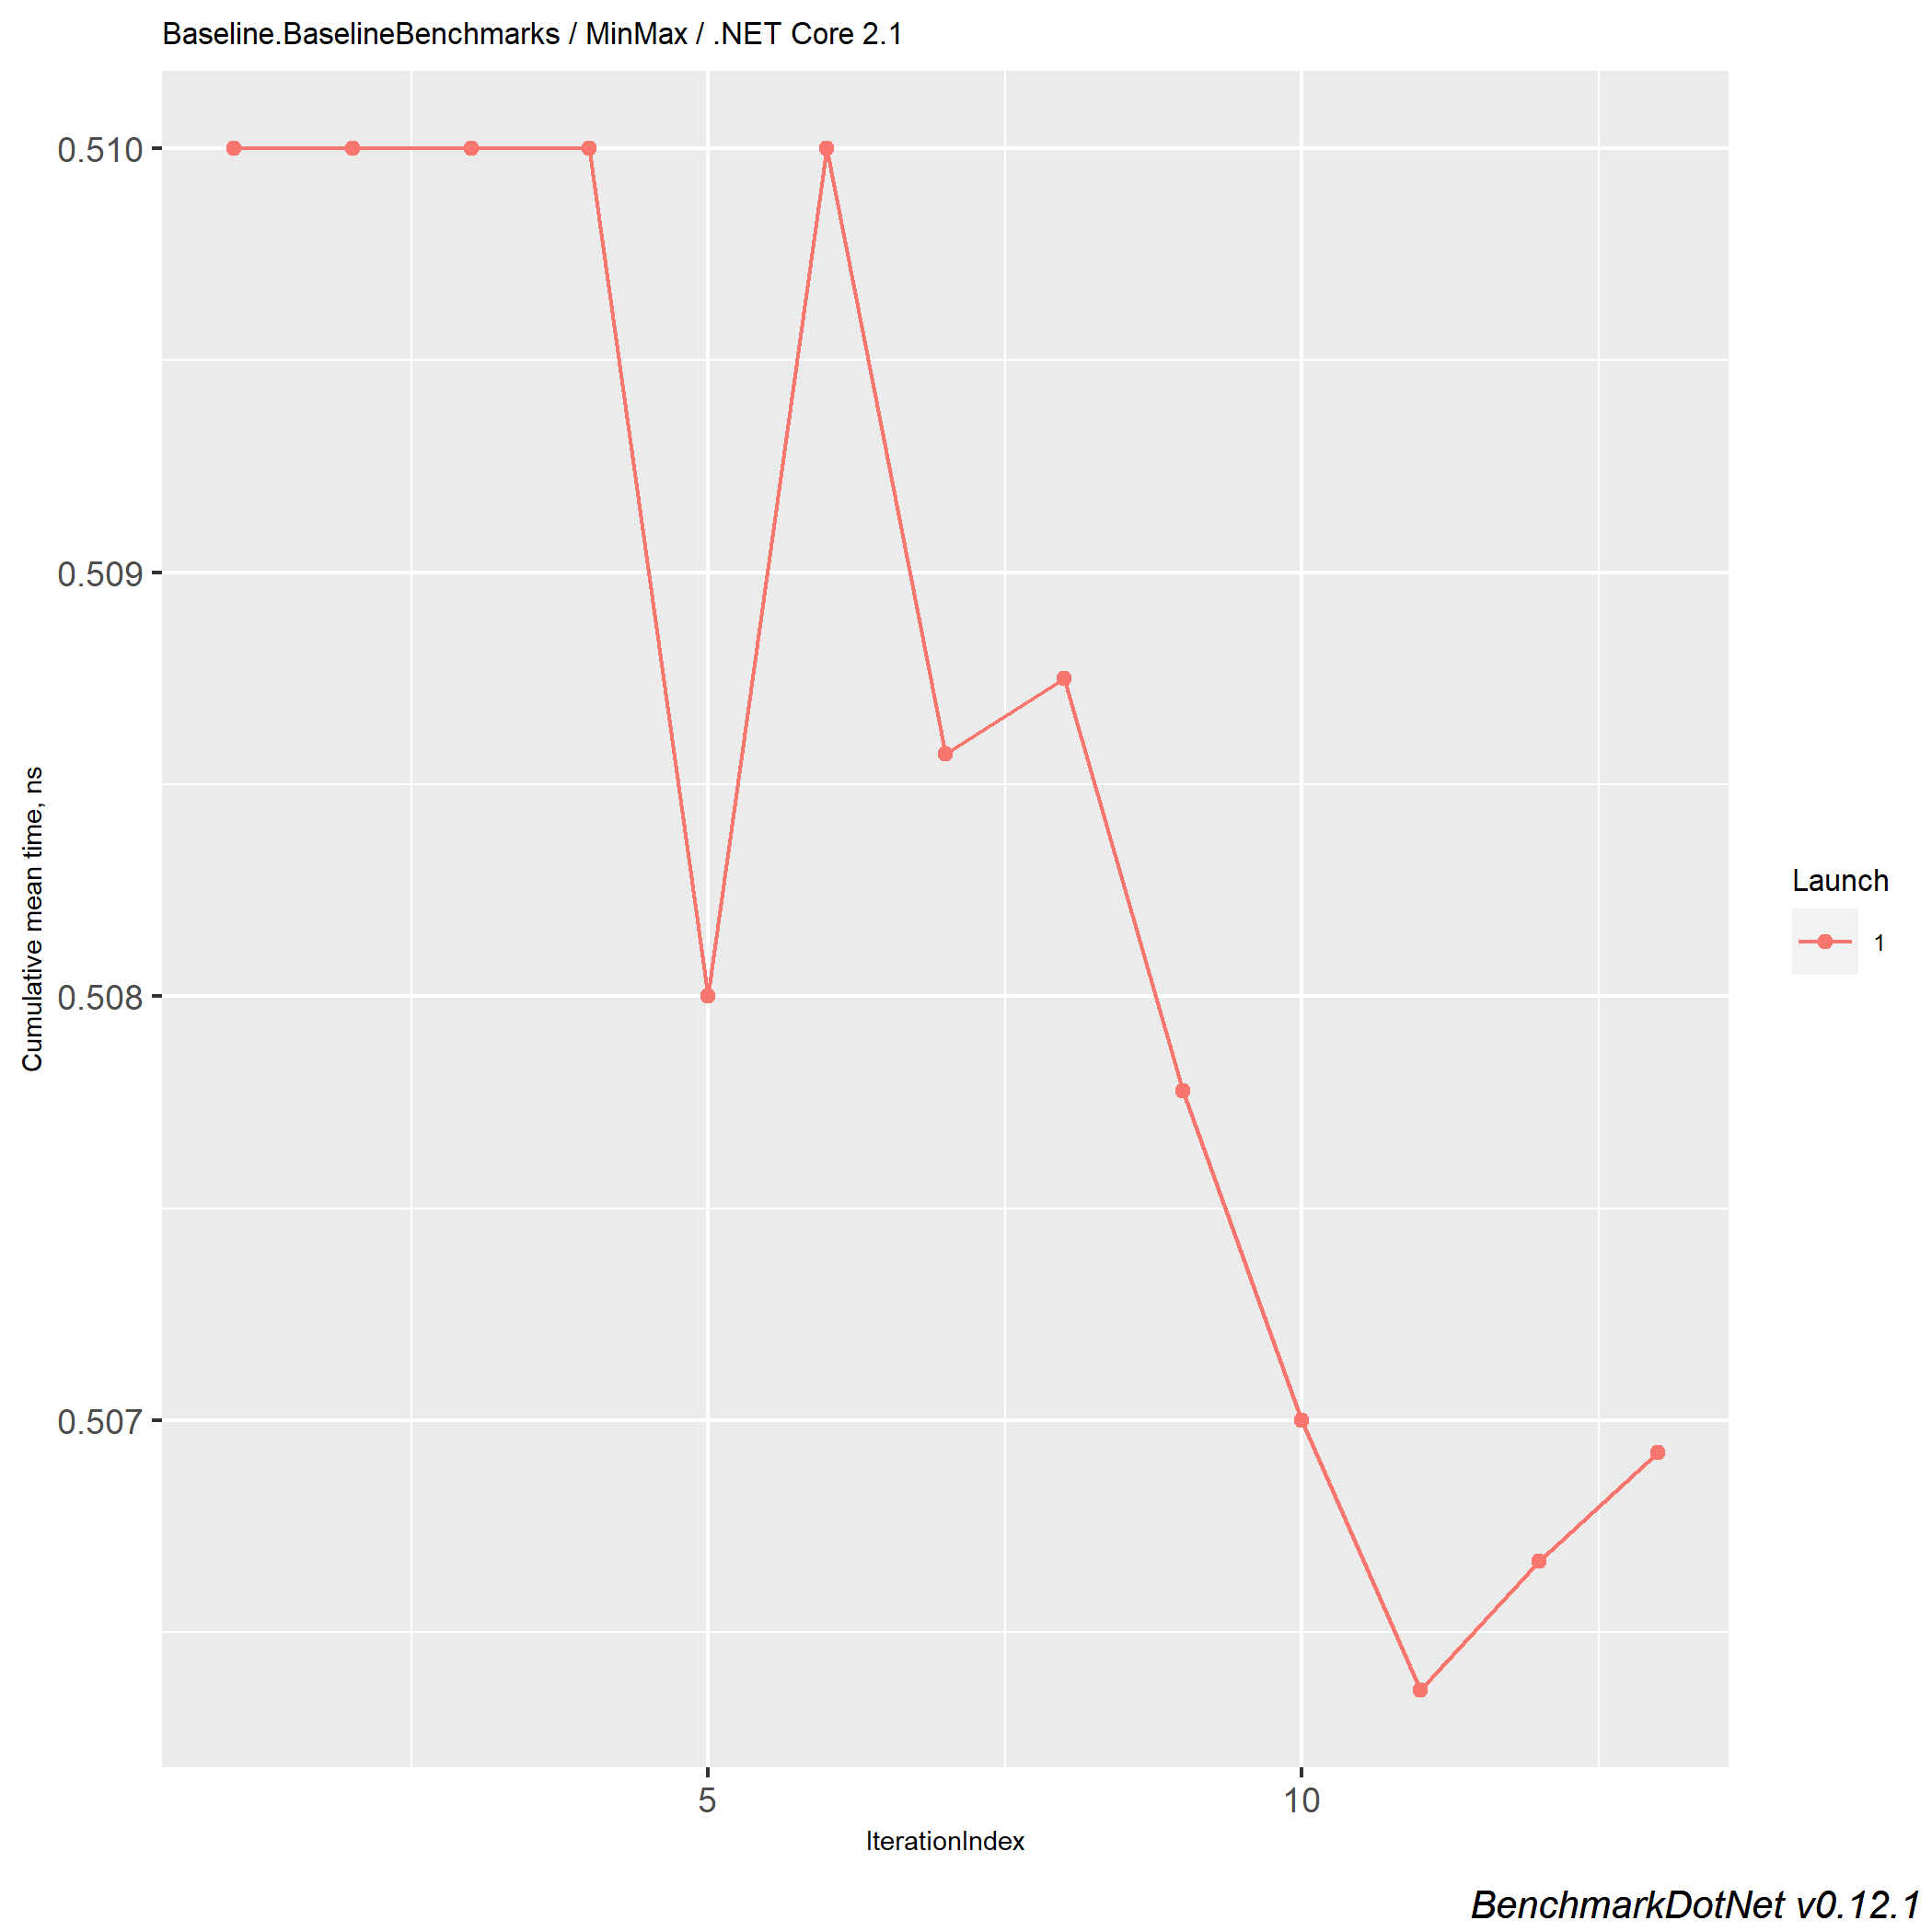 Baseline.BaselineBenchmarks / MinMax / .NET Core 2.1
0.510
0.509
0.508
0.507
Cumulative mean time, ns
5
10
IterationIndex
Launch
1
BenchmarkDotNet v0.12.1